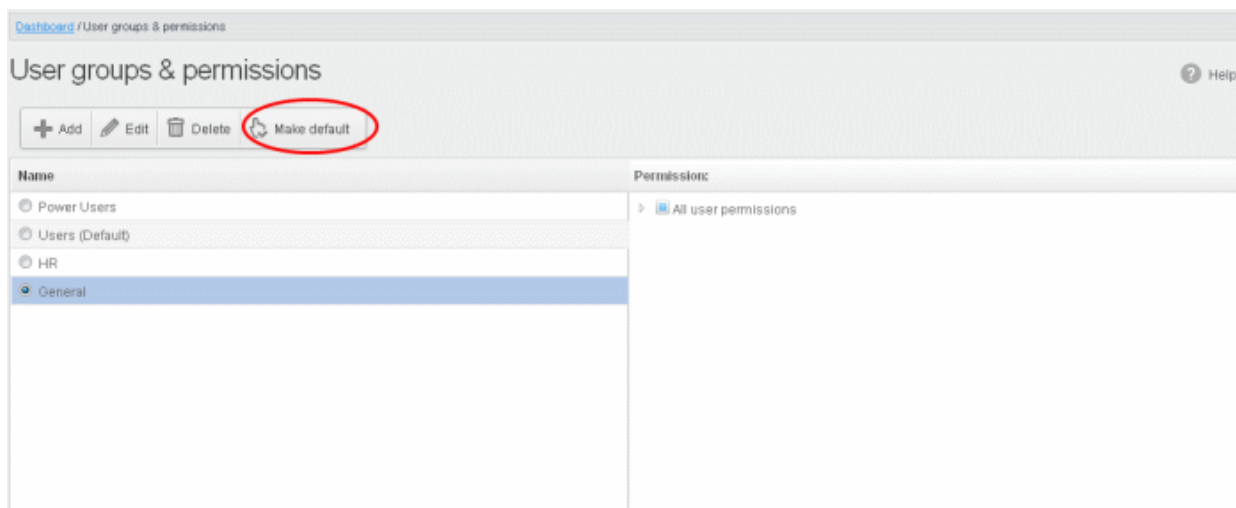 Dashboard / User groups & permissions
User groups & permissions
Help
Add Edit Delete Make default
Name Permission:
Power Users All user permissions
Users (Default)
HR
General